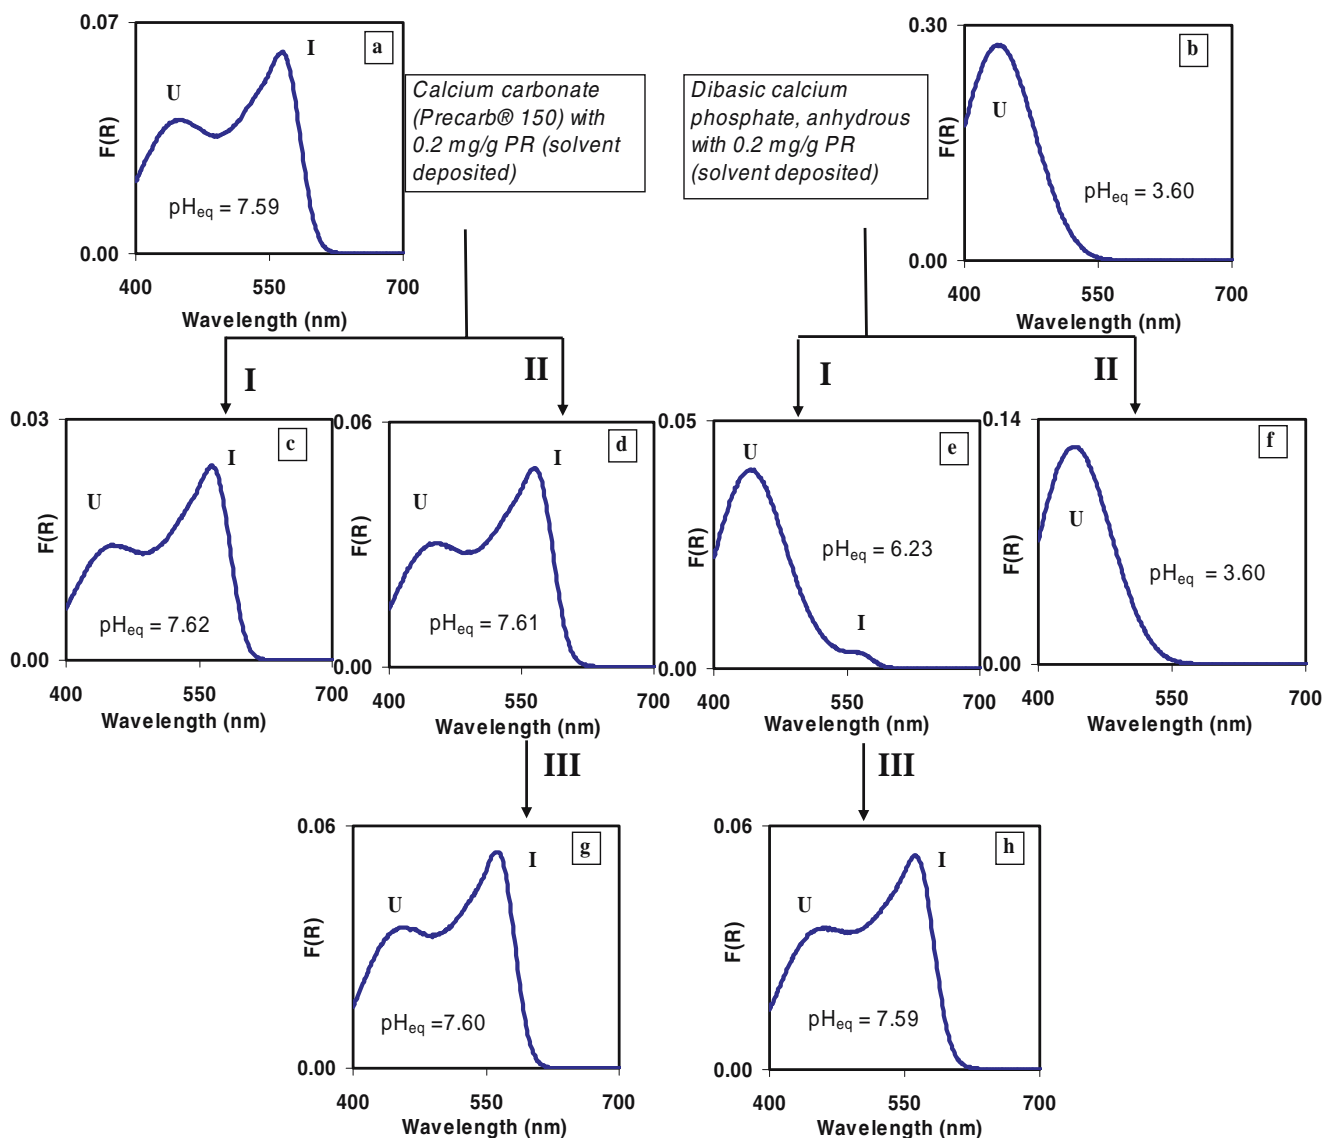 0.07
a
I
U
F(R)
pHeq = 7.59
0.00
400
550
700
Wavelength (nm)
Calcium carbonate
(Precarb® 150) with
0.2 mg/g PR (solvent
deposited)
Dibasic calcium
phosphate, anhydrous
with 0.2 mg/g PR
(solvent deposited)
0.30
b
U
F(R)
pHeq = 3.60
0.00
400
550
700
Wavelength (nm)
I
II
I
II
0.03
c
I
U
F(R)
pHeq = 7.62
0.00
400
550
700
Wavelength (nm)
0.06
d
I
U
F(R)
pHeq = 7.61
0.00
400
550
700
Wavelength (nm)
0.05
e
U
F(R)
pHeq = 6.23
I
0.00
400
550
700
Wavelength (nm)
0.14
f
U
F(R)
pHeq = 3.60
0.00
400
550
700
Wavelength (nm)
III
III
0.06
g
I
U
F(R)
pHeq =7.60
0.00
400
550
700
Wavelength (nm)
0.06
h
I
U
F(R)
pHeq = 7.59
0.00
400
550
700
Wavelength (nm)